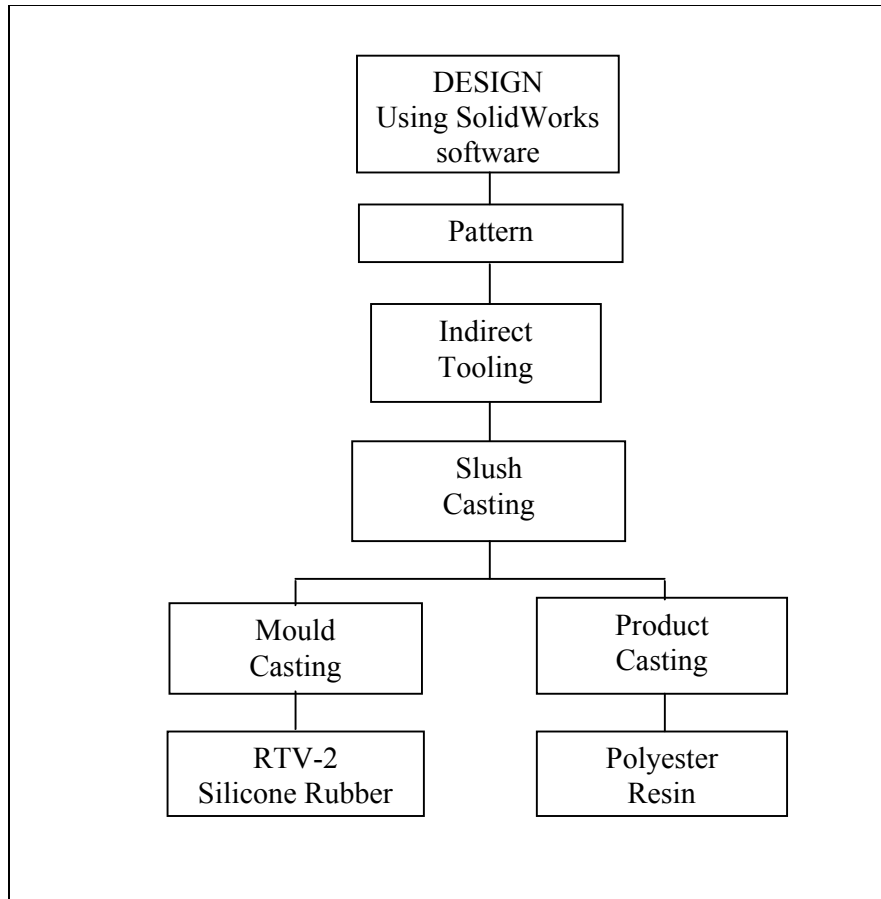 DESIGN
Using SolidWorks
software
Pattern
Indirect
Tooling
Slush
Casting
Mould
Casting
Product
Casting
RTV-2
Silicone Rubber
Polyester
Resin